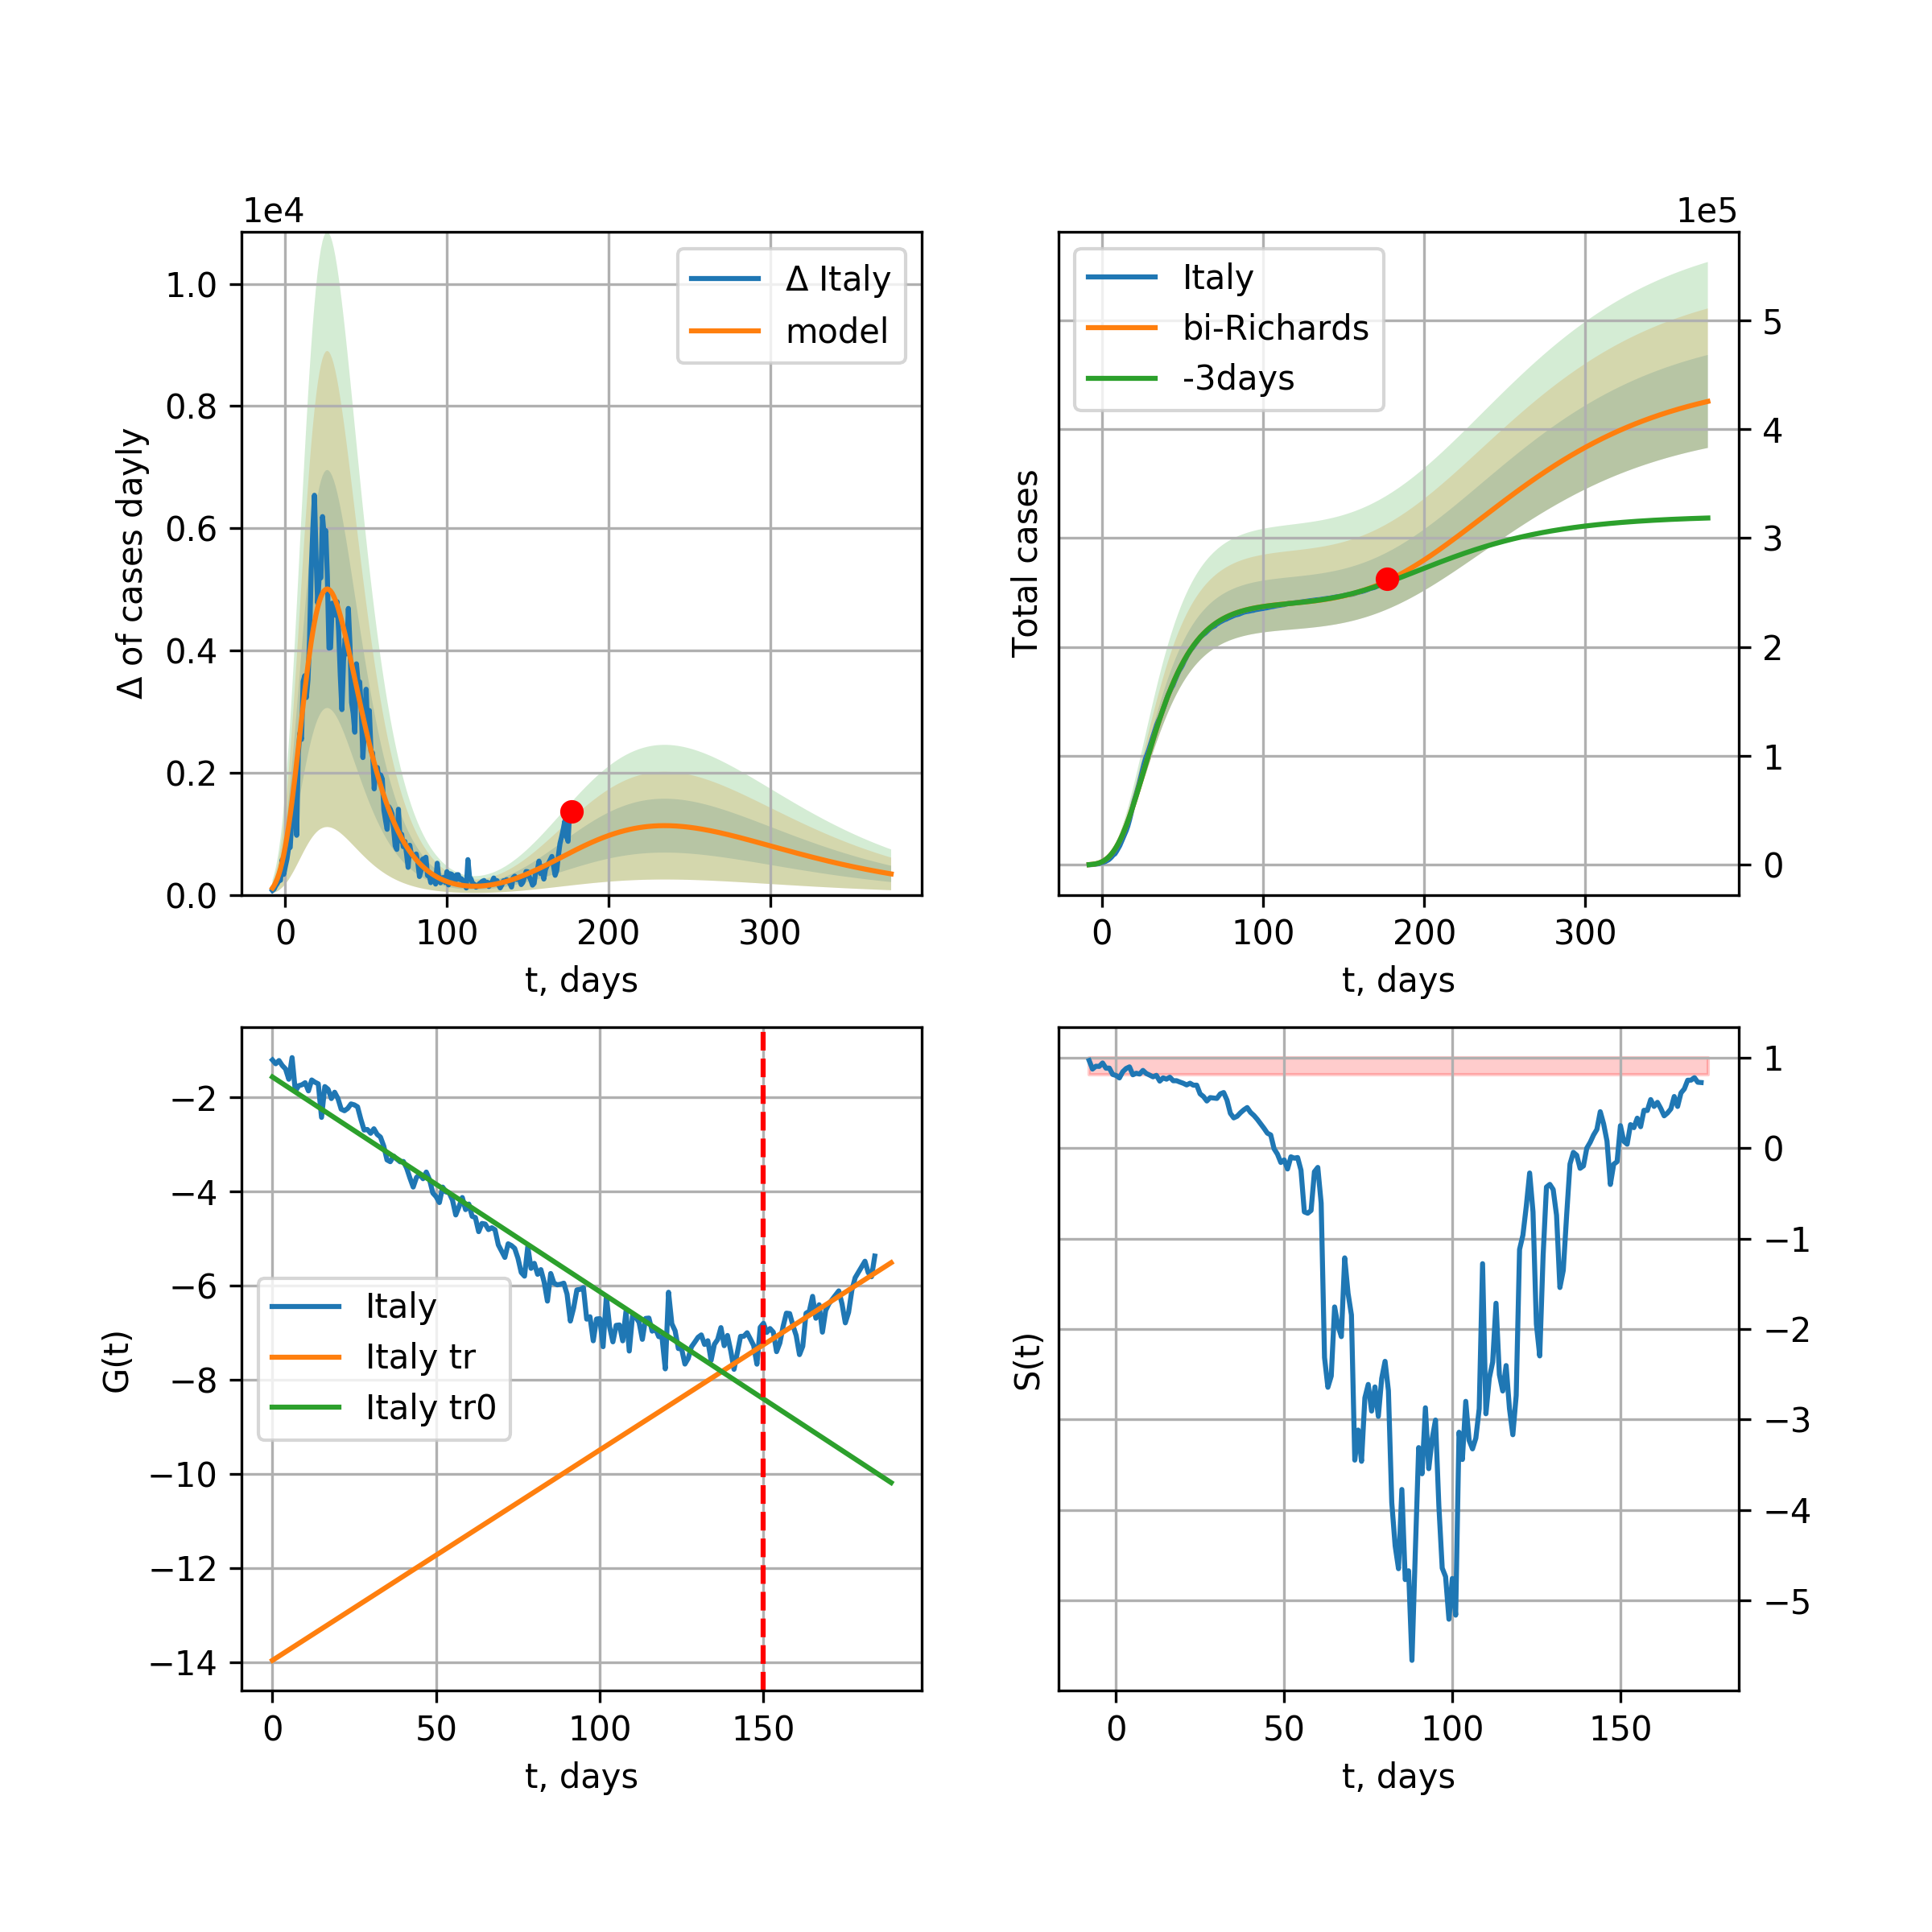 1e4
Δ of cases dayly
1.0
0.8
0.6
0.4
0.2
0.0
Δ Italy
model
0 100 200 300
t, days
1e5
Total cases
Italy
bi-Richards
-3days
5
4
3
2
1
0
0 100 200 300
t, days
G(t)
−2
−4
−6
−8
−10
−12
−14
Italy
Italy tr
Italy tr0
0 50 100 150
t, days
S(t)
1
0
−1
−2
−3
−4
−5
0 50 100 150
t, days